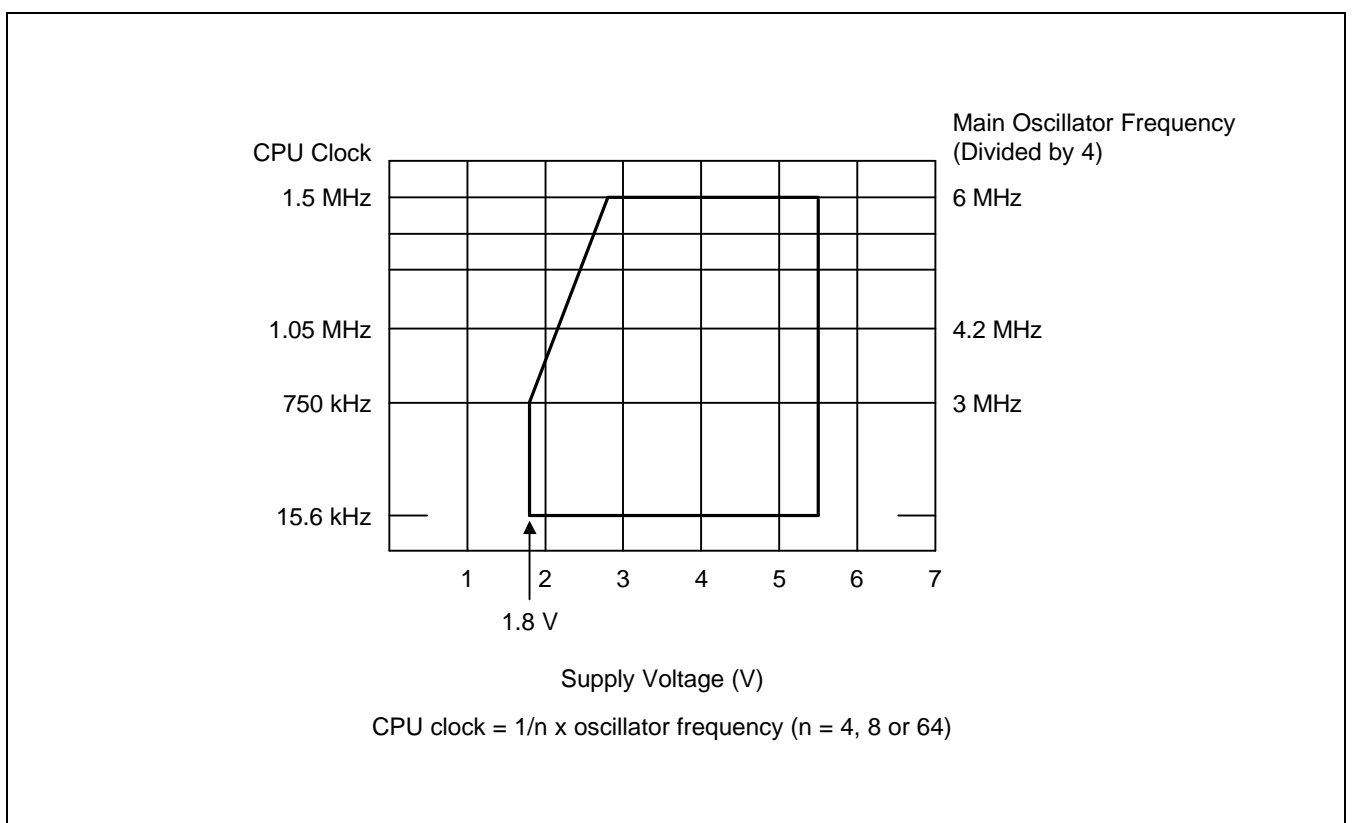 Main Oscillator Frequency
(Divided by 4)
CPU Clock
1.5 MHz
6 MHz
1.05 MHz
4.2 MHz
750 kHz
3 MHz
15.6 kHz
1 2 3 4 5 6 7
1.8 V
Supply Voltage (V)
CPU clock = 1/n x oscillator frequency (n = 4, 8 or 64)